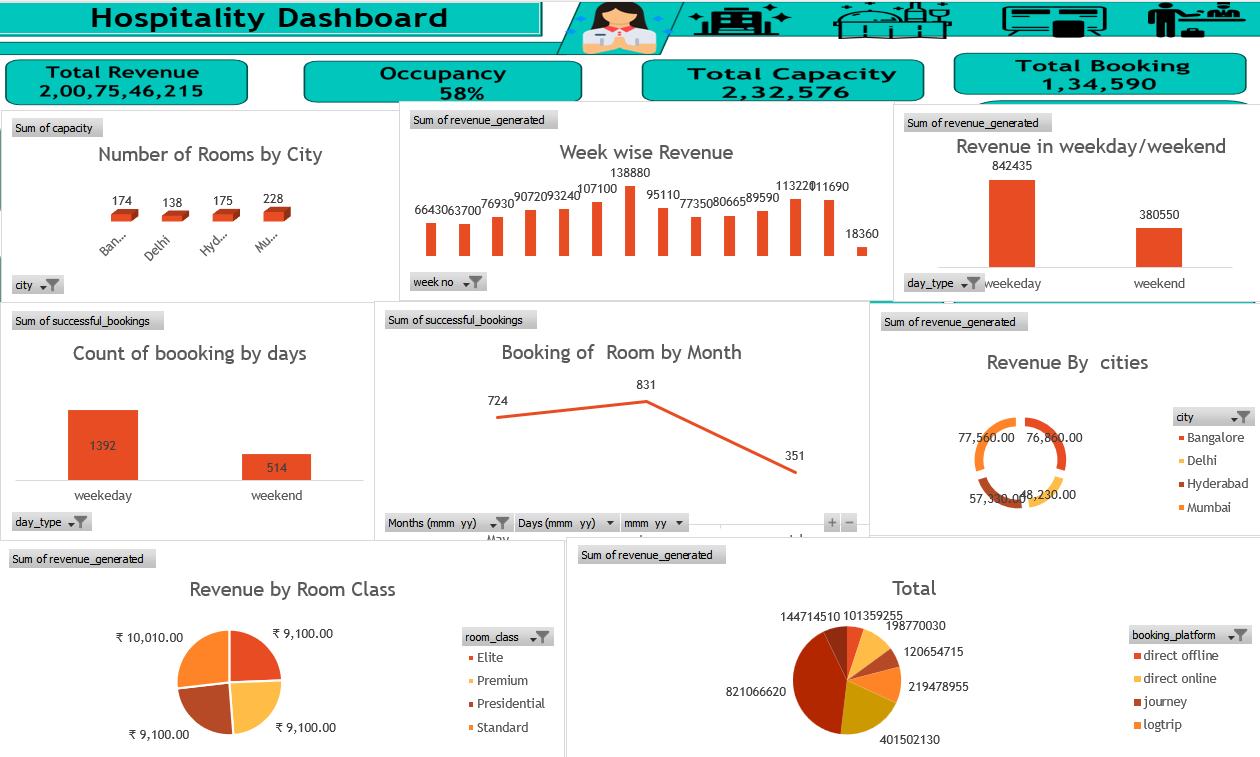 Hospitality Dashboard
Total Revenue
2,00,75,46,215
Occupancy
58%
Total Capacity
2,32,576
Total Booking
1,34,590
Sum of capacity
Number of Rooms by City
174
138
175
228
Ban...
Delhi
Hyd...
Mu...
city
Sum of revenue_generated
Week wise Revenue
66430
63700
76930
90720
93240
107100
138880
95110
77350
80665
89590
113220
111690
18360
week no
Sum of revenue_generated
Revenue in weekday/weekend
842435
380550
weekeday
weekend
day_type
Sum of successful_bookings
Count of boooking by days
1392
514
weekeday
weekend
day_type
Sum of successful_bookings
Booking of Room by Month
724
831
351
Months (mmm yy)
Days (mmm yy)
mmm yy
+
−
Sum of revenue_generated
Revenue By cities
77,560.00
76,860.00
57,330.00
48,230.00
city
Bangalore
Delhi
Hyderabad
Mumbai
Sum of revenue_generated
Revenue by Room Class
₹ 10,010.00
₹ 9,100.00
₹ 9,100.00
₹ 9,100.00
room_class
Elite
Premium
Presidential
Standard
Sum of revenue_generated
Total
144714510
101359255
198770030
120654715
219478955
821066620
401502130
booking_platform
direct offline
direct online
journey
logtrip